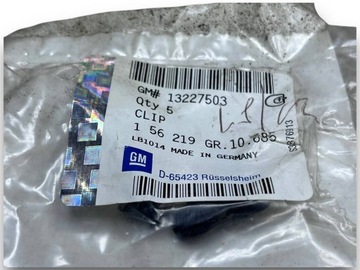 GM# 13227503
Qty 5
CLIP
1 56 219 GR.10.685
LB1014 MADE IN GERMANY
GM
D-65423 Rüsselsheim